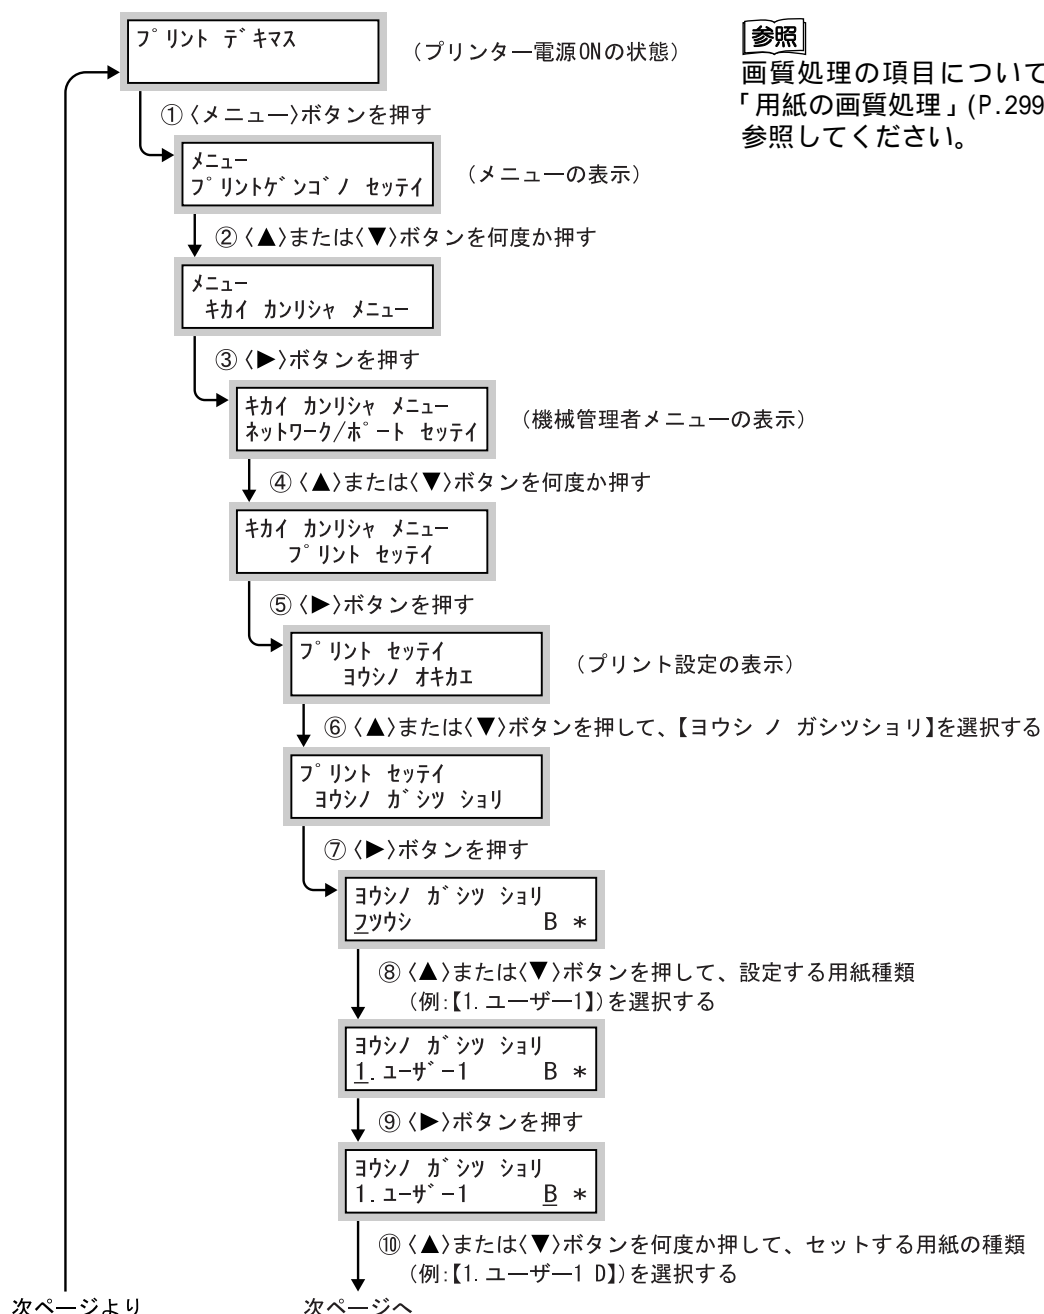 プリント デキマス
(プリンター電源ONの状態)
参照
画質処理の項目について
「用紙の画質処理」(P.299
参照してください。
①〈メニュー〉ボタンを押す
メニュー
プリントゲンゴノ セッテイ
(メニューの表示)
②〈▲〉または〈▼〉ボタンを何度か押す
メニュー
キカイ カンリシャ メニュー
③〈▶〉ボタンを押す
キカイ カンリシャ メニュー
ネットワーク/ポート セッテイ
(機械管理者メニューの表示)
④〈▲〉または〈▼〉ボタンを何度か押す
キカイ カンリシャ メニュー
プリント セッテイ
⑤〈▶〉ボタンを押す
プリント セッテイ
ヨウシノ オキカエ
(プリント設定の表示)
⑥〈▲〉または〈▼〉ボタンを押して、【ヨウシ ノ ガシツショリ】を選択する
プリント セッテイ
ヨウシノ ガシツ ショリ
⑦〈▶〉ボタンを押す
ヨウシノ ガシツ ショリ
フツウシ B *
⑧〈▲〉または〈▼〉ボタンを押して、設定する用紙種類
(例:【1.ユーザー1】)を選択する
ヨウシノ ガシツ ショリ
1.ユーザー1 B *
⑨〈▶〉ボタンを押す
ヨウシノ ガシツ ショリ
1.ユーザー1 B *
⑩〈▲〉または〈▼〉ボタンを何度か押して、セットする用紙の種類
(例:【1.ユーザー1 D】)を選択する
次ページより
次ページへ